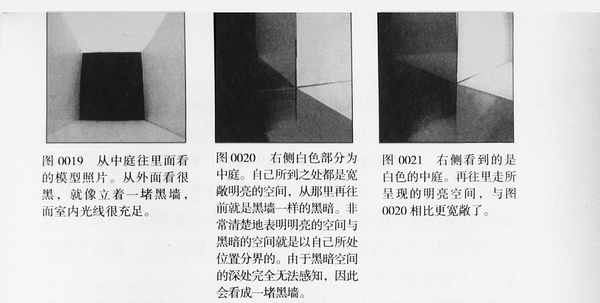 图 0019　从中庭往里面看
的模型照片。从外面看很
黑，就像立着一堵黑墙，
而室内光线很充足。
图 0020　右侧白色部分为
中庭。自己所到之处都是宽
敞明亮的空间，从那里再往
前就是黑墙一样的黑暗。非
常清楚地表明明亮的空间与
黑暗的空间就是以自己所处
位置分界的。由于黑暗空间
的深处完全无法感知，因此
会看成一堵黑墙。
图 0021　右侧看到的是
白色的中庭。再往里走所
呈现的明亮空间，与图
0020 相比更宽敞了。